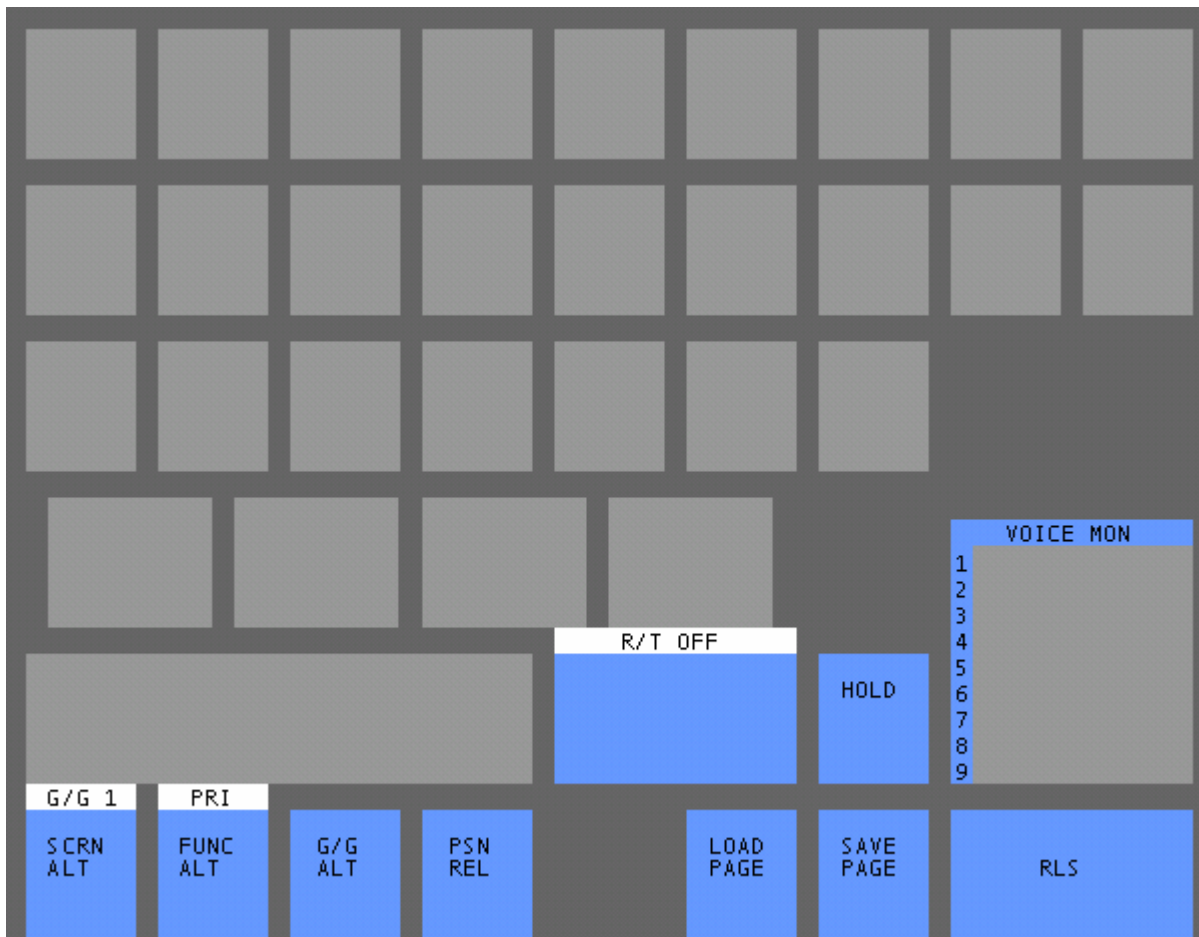 VOICE MON
1
2
3
4
5
6
7
8
9
R/T OFF
HOLD
G/G 1
SCRN
ALT
PRI
FUNC
ALT
G/G
ALT
PSN
REL
LOAD
PAGE
SAVE
PAGE
RLS